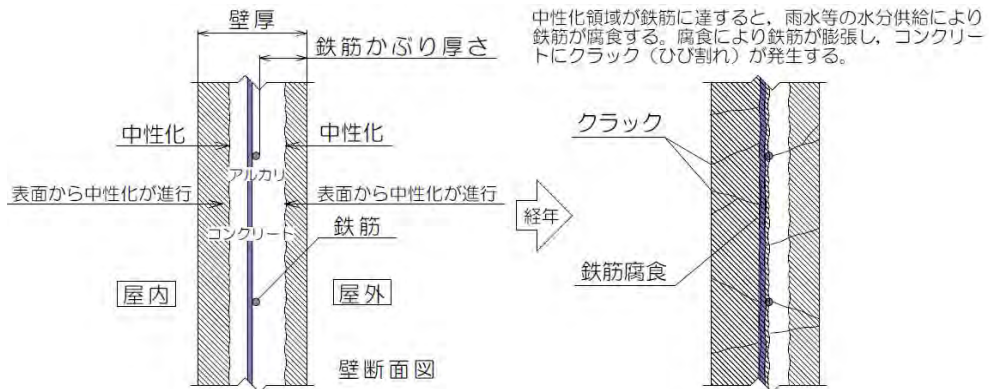 壁厚
鉄筋かぶり厚さ
中性化領域が鉄筋に達すると，雨水等の水分供給により
鉄筋が腐食する。腐食により鉄筋が膨張し，コンクリー
トにクラック（ひび割れ）が発生する。
中性化
中性化
アルカリ
表面から中性化が進行
表面から中性化が進行
コンクリート
鉄筋
屋内
屋外
壁断面図
経年
クラック
鉄筋腐食